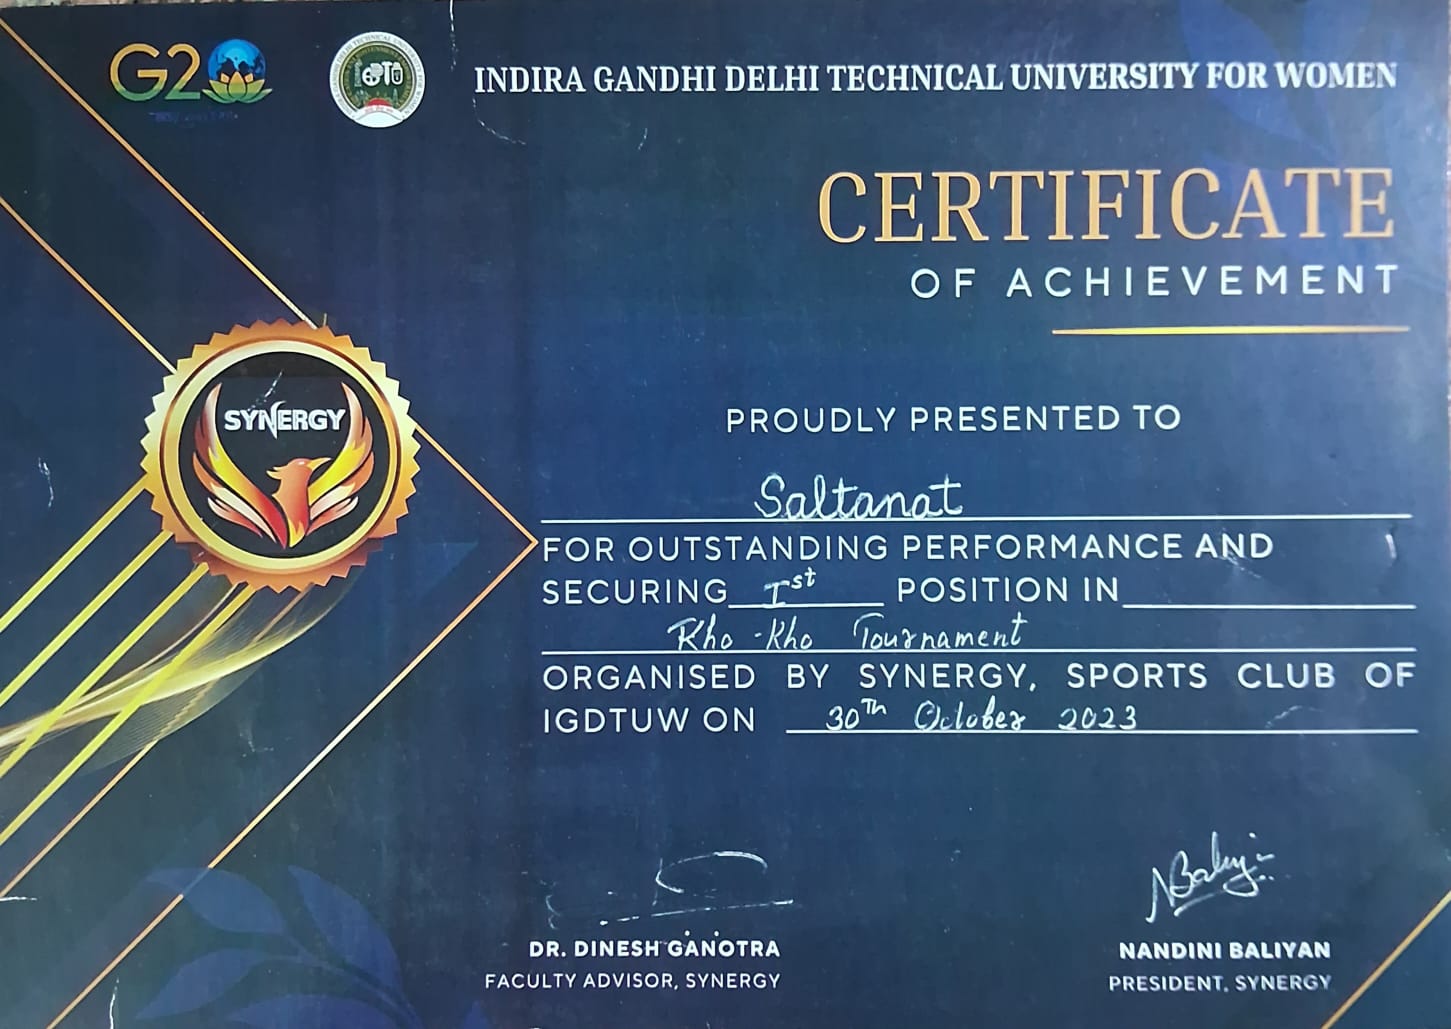 G20
INDIRA GANDHI DELHI TECHNICAL UNIVERSITY FOR WOMEN
CERTIFICATE
OF ACHIEVEMENT
SYNERGY
PROUDLY PRESENTED TO
Saltanat
FOR OUTSTANDING PERFORMANCE AND
SECURING Ist POSITION IN
Kho-Kho Tournament
ORGANISED BY SYNERGY, SPORTS CLUB OF
IGDTUW ON 30Th October 2023
DR. DINESH GANOTRA
FACULTY ADVISOR, SYNERGY
NANDINI BALIYAN
PRESIDENT, SYNERGY